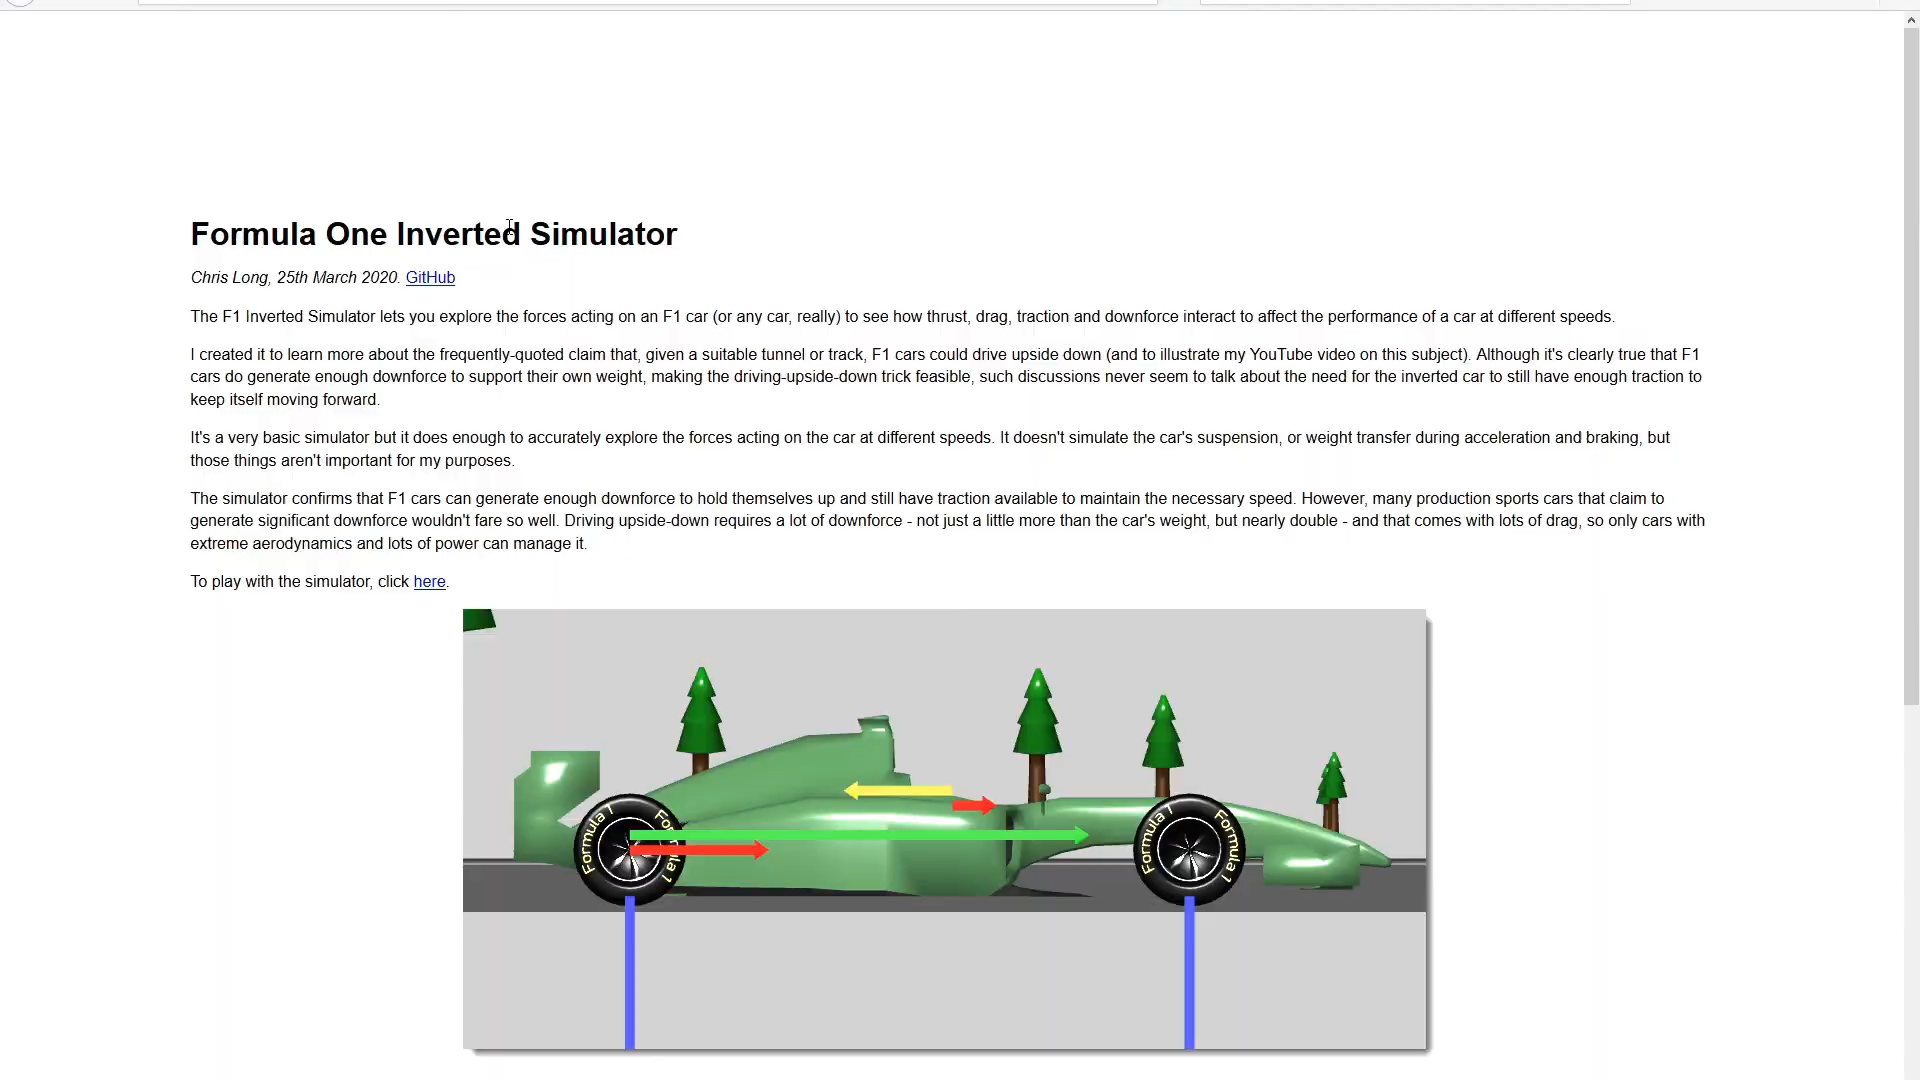 Formula One Inverted Simulator
Chris Long, 25th March 2020. GitHub
The F1 Inverted Simulator lets you explore the forces acting on an F1 car (or any car, really) to see how thrust, drag, traction and downforce interact to affect the performance of a car at different speeds.
I created it to learn more about the frequently-quoted claim that, given a suitable tunnel or track, F1 cars could drive upside down (and to illustrate my YouTube video on this subject). Although it's clearly true that F1
cars do generate enough downforce to support their own weight, making the driving-upside-down trick feasible, such discussions never seem to talk about the need for the inverted car to still have enough traction to
keep itself moving forward.
It's a very basic simulator but it does enough to accurately explore the forces acting on the car at different speeds. It doesn't simulate the car's suspension, or weight transfer during acceleration and braking, but
those things aren't important for my purposes.
The simulator confirms that F1 cars can generate enough downforce to hold themselves up and still have traction available to maintain the necessary speed. However, many production sports cars that claim to
generate significant downforce wouldn't fare so well. Driving upside-down requires a lot of downforce - not just a little more than the car's weight, but nearly double - and that comes with lots of drag, so only cars with
extreme aerodynamics and lots of power can manage it.
To play with the simulator, click here.
Formula 1
Formula 1
Formula 1
Formula 1